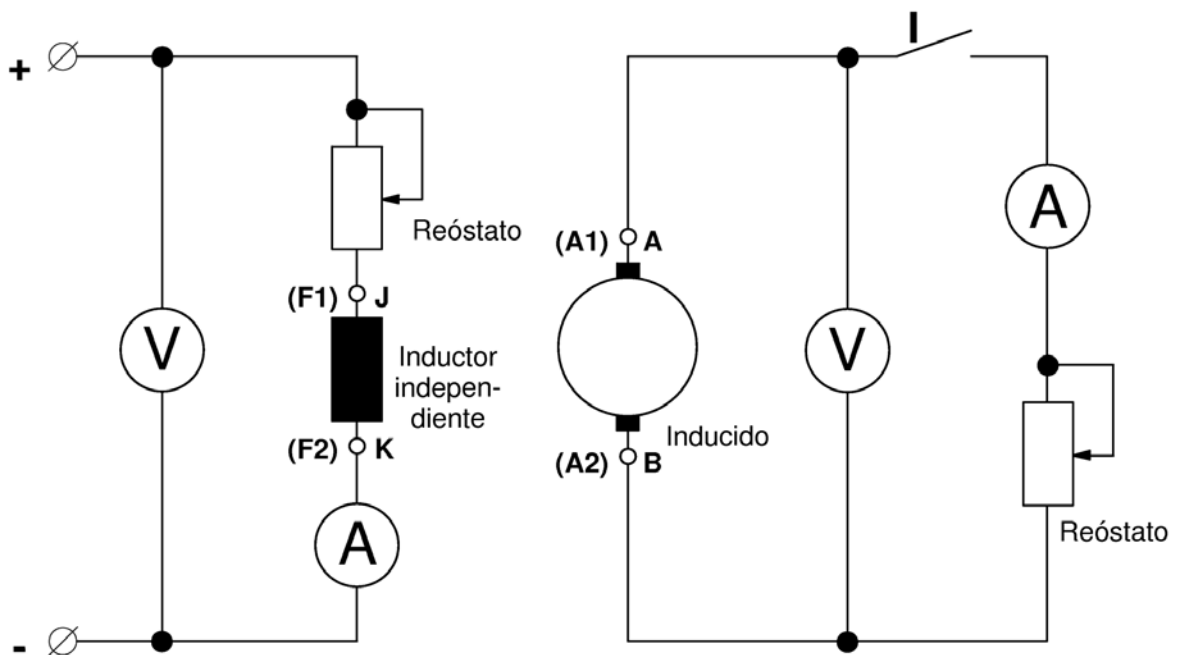 +
-
V
Reóstato
(F1) J
Inductor
indepen-
diente
(F2) K
A
(A1) A
Inducido
(A2) B
V
I
A
Reóstato